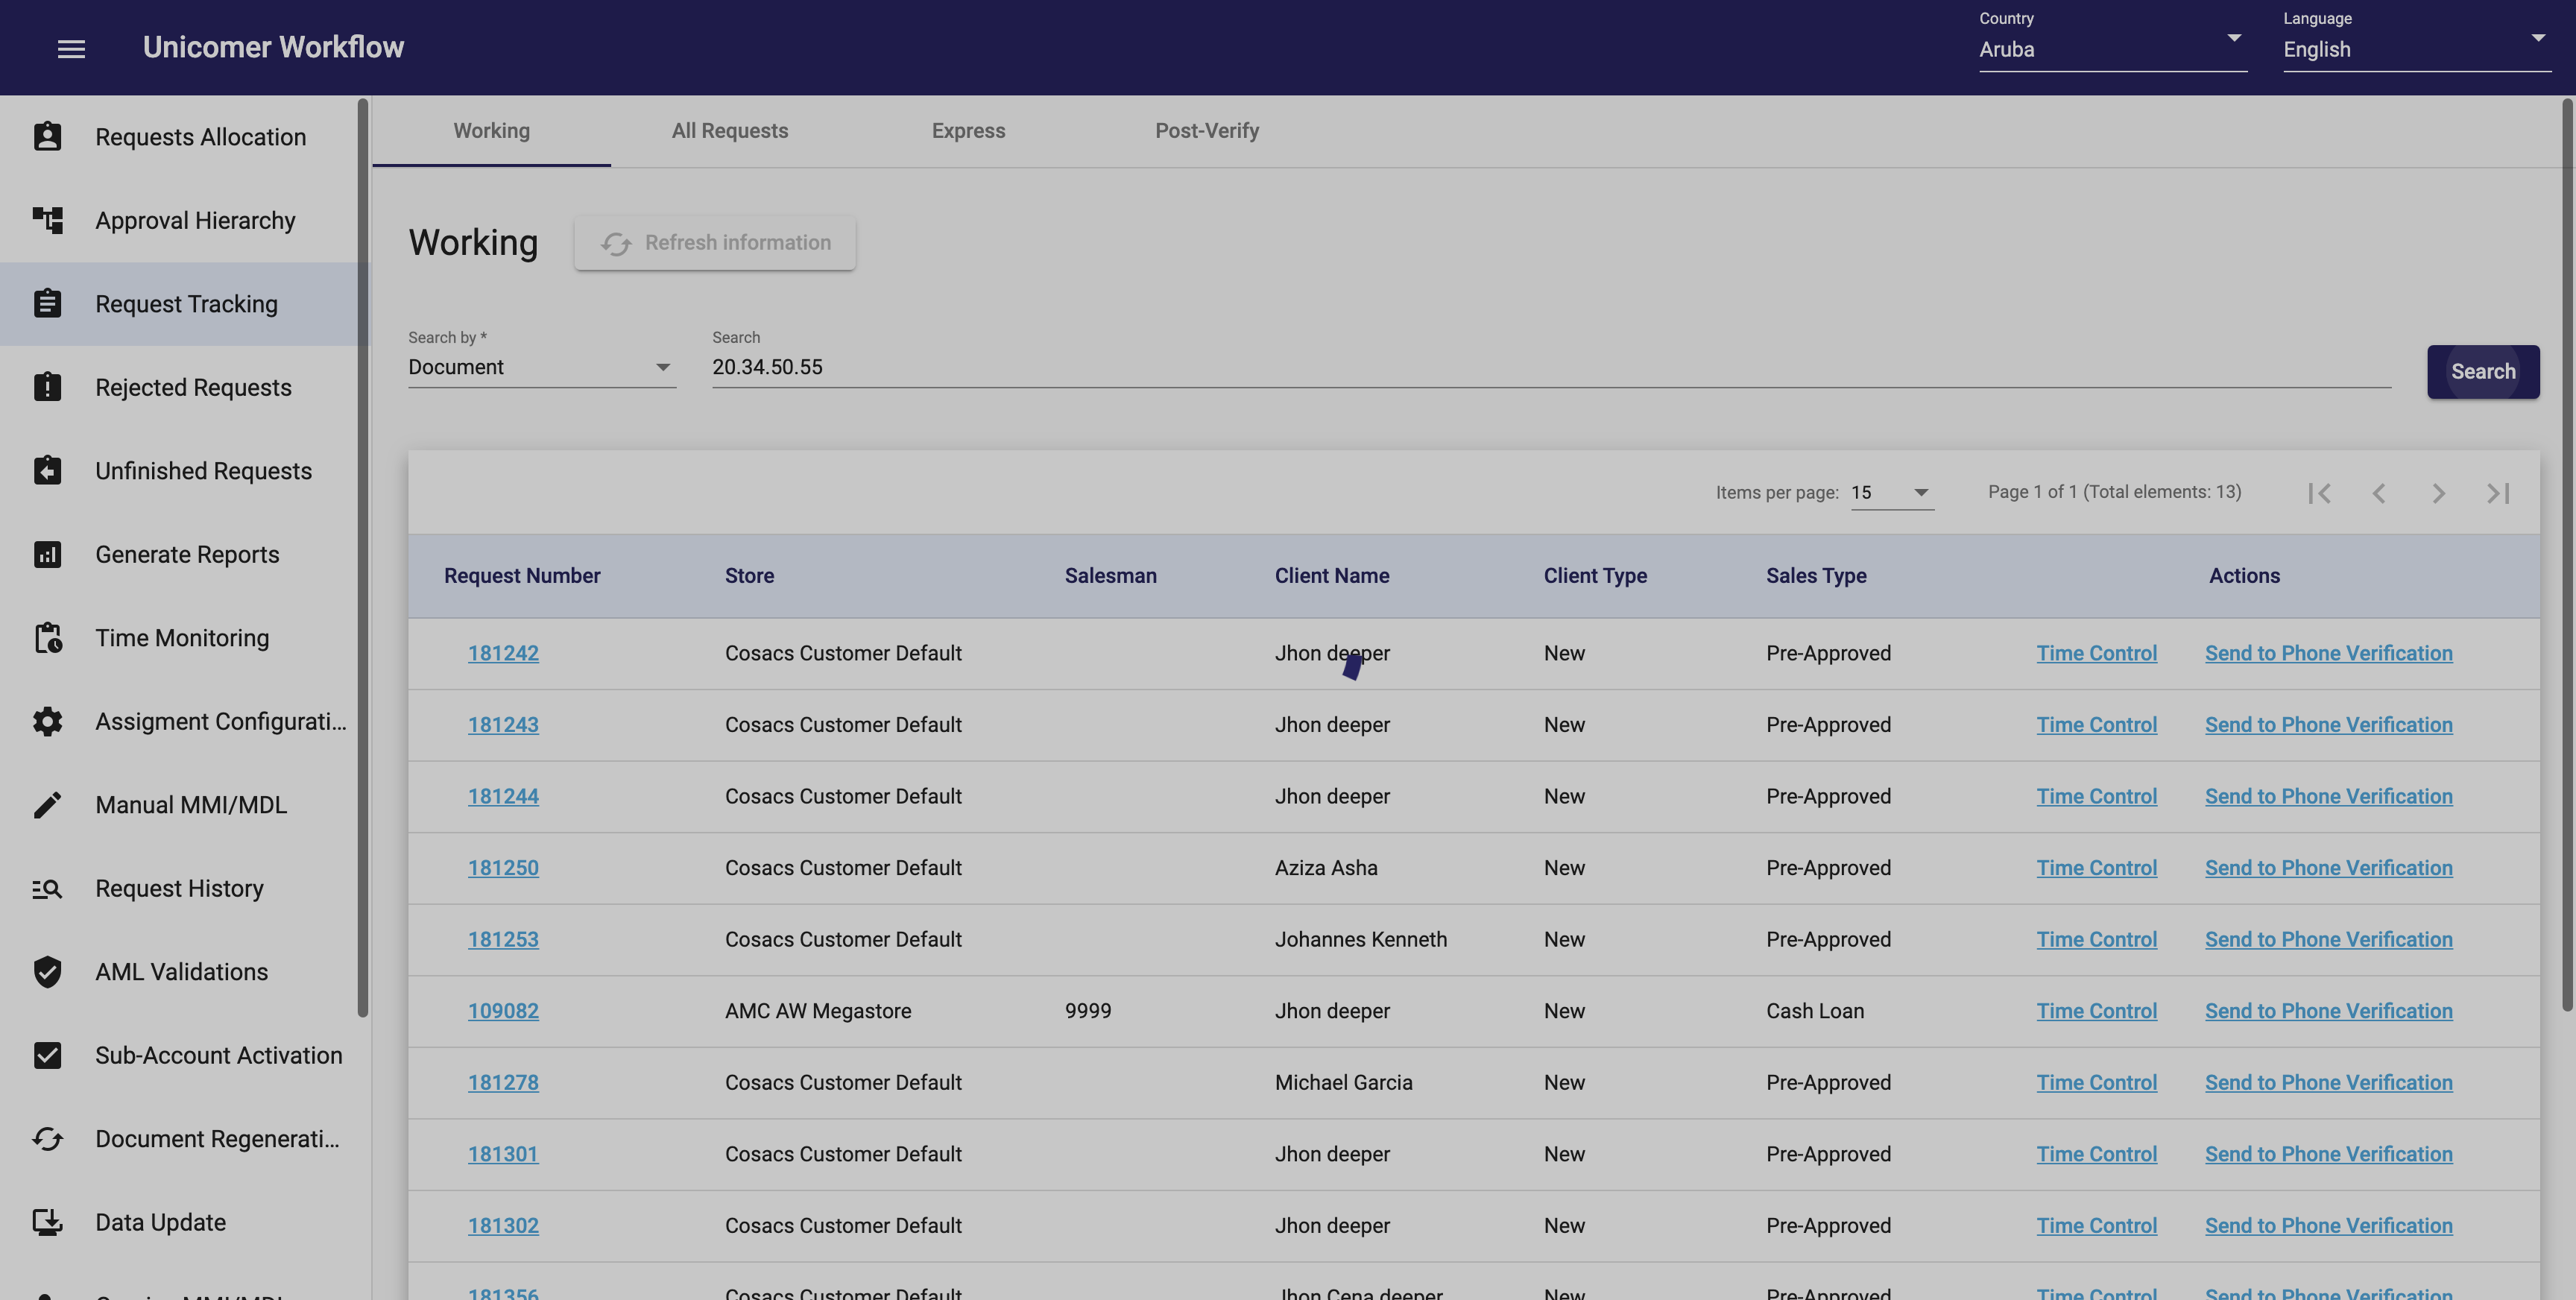 Unicomer Workflow
Country
Aruba
Language
English
Requests Allocation
Approval Hierarchy
Request Tracking
Rejected Requests
Unfinished Requests
Generate Reports
Time Monitoring
Assigment Configurati...
Manual MMI/MDL
Request History
AML Validations
Sub-Account Activation
Document Regenerati...
Data Update
Working All Requests Express Post-Verify
Working Refresh information
Search by *
Document
Search
20.34.50.55
Search
Items per page: 15 Page 1 of 1 (Total elements: 13)
Request Number Store Salesman Client Name Client Type Sales Type Actions
181242 Cosacs Customer Default Jhon deeper New Pre-Approved Time Control Send to Phone Verification
181243 Cosacs Customer Default Jhon deeper New Pre-Approved Time Control Send to Phone Verification
181244 Cosacs Customer Default Jhon deeper New Pre-Approved Time Control Send to Phone Verification
181250 Cosacs Customer Default Aziza Asha New Pre-Approved Time Control Send to Phone Verification
181253 Cosacs Customer Default Johannes Kenneth New Pre-Approved Time Control Send to Phone Verification
109082 AMC AW Megastore 9999 Jhon deeper New Cash Loan Time Control Send to Phone Verification
181278 Cosacs Customer Default Michael Garcia New Pre-Approved Time Control Send to Phone Verification
181301 Cosacs Customer Default Jhon deeper New Pre-Approved Time Control Send to Phone Verification
181302 Cosacs Customer Default Jhon deeper New Pre-Approved Time Control Send to Phone Verification
181356 Cosacs Customer Default Jhon Cena deeper New Pre-Approved Time Control Send to Phone Verification